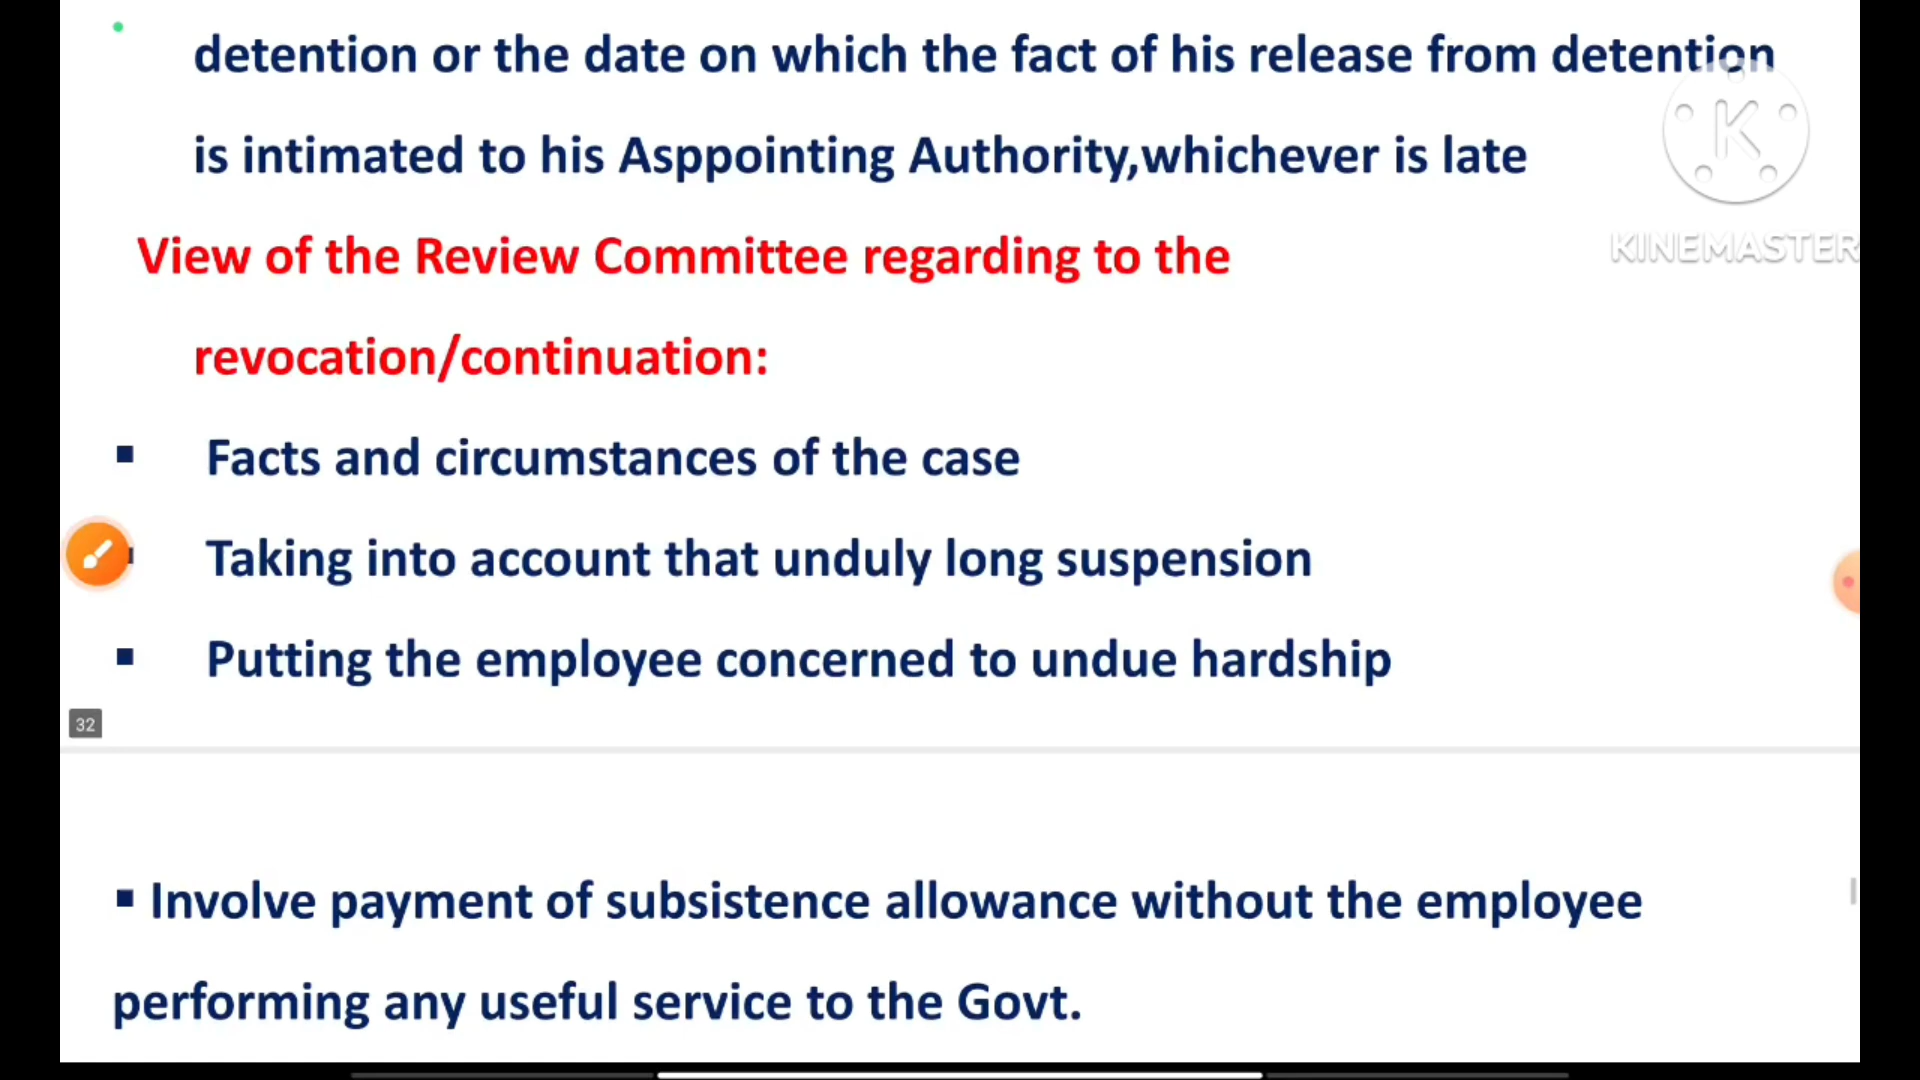 detention or the date on which the fact of his release from detention
is intimated to his Asppointing Authority,whichever is late
K
KINEMASTER
View of the Review Committee regarding to the
revocation/continuation:
▪ Facts and circumstances of the case
▪ Taking into account that unduly long suspension
▪ Putting the employee concerned to undue hardship
32
▪ Involve payment of subsistence allowance without the employee
performing any useful service to the Govt.